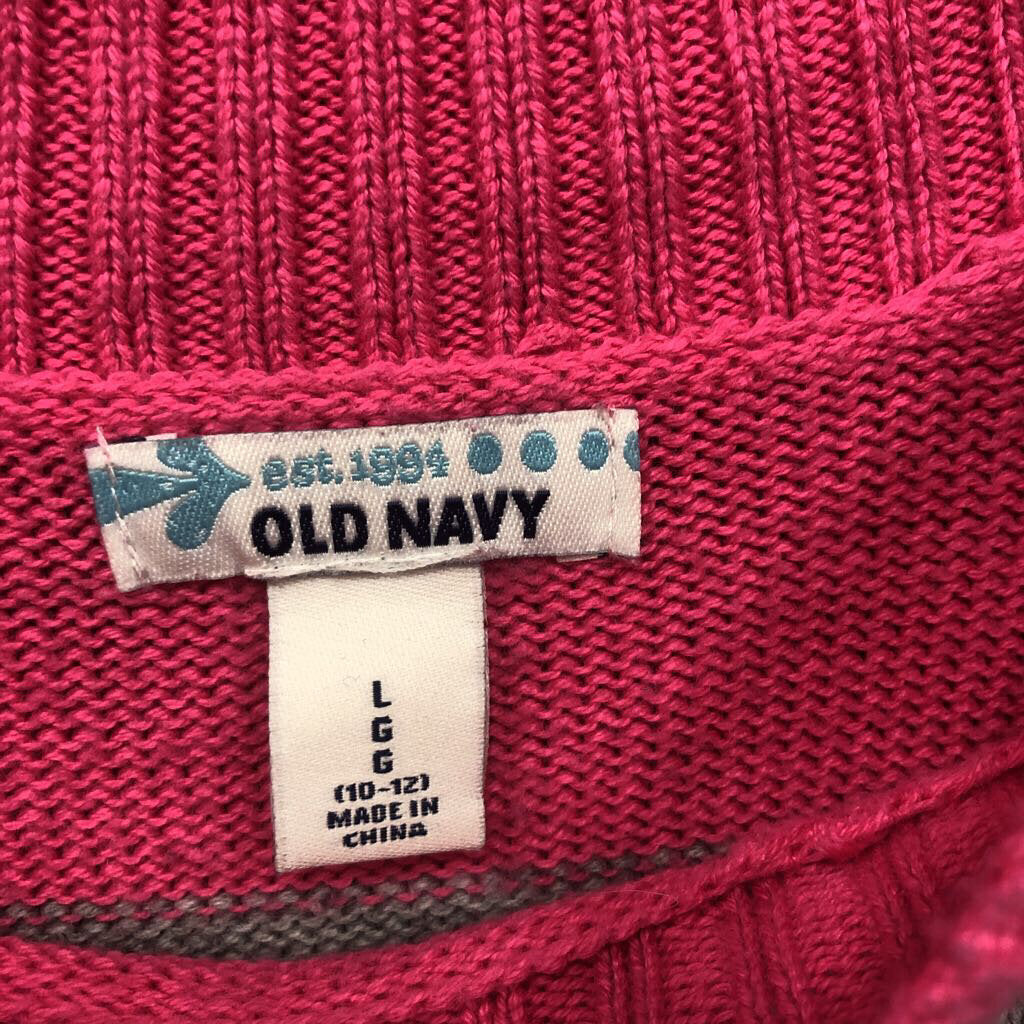 est.1994
OLD NAVY
L
G
G
(10-12)
MADE IN
CHINA